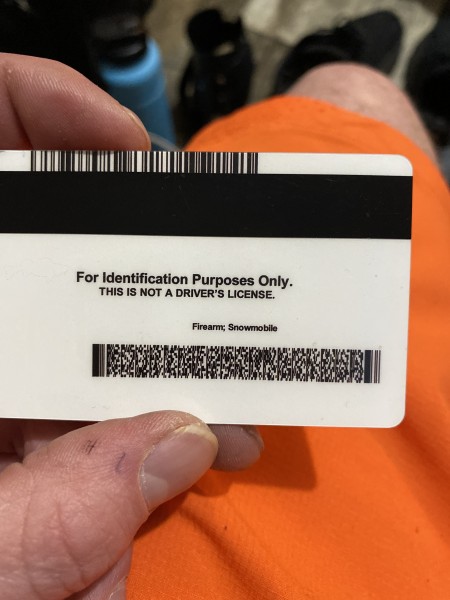 For Identification Purposes Only.
THIS IS NOT A DRIVER'S LICENSE.
Firearm; Snowmobile